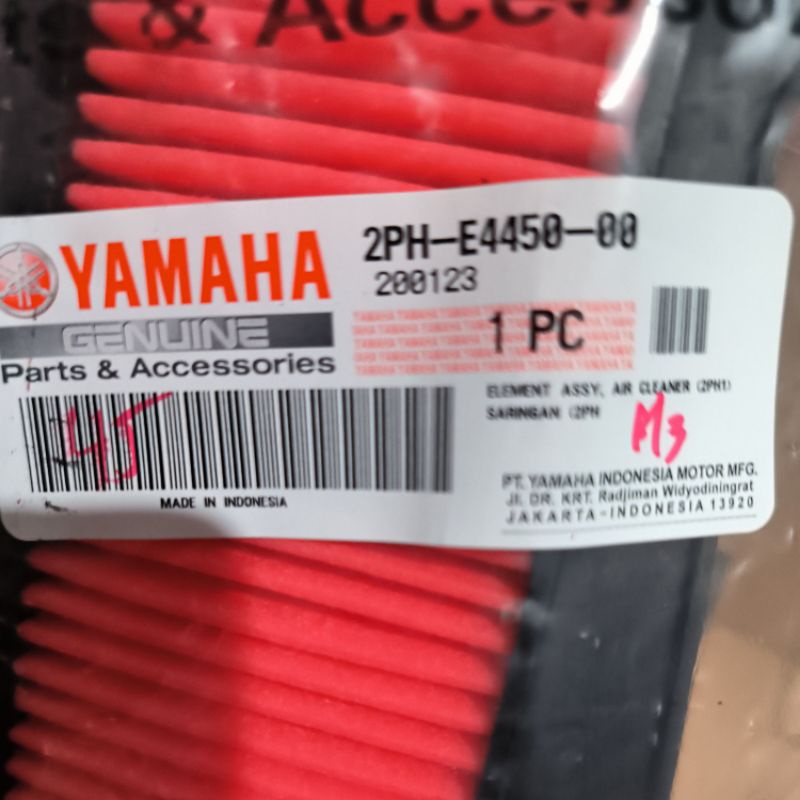 & Accesso
YAMAHA
GENUINE
Parts & Accessories
2PH-E4450-00
200123
1 PC
ELEMENT ASSY, AIR CLEANER (2PH1)
SARINGAN (2PH
M3
45
MADE IN INDONESIA
PT. YAMAHA INDONESIA MOTOR MFG.
Jl. DR. KRT. Radjiman Widyodiningrat
JAKARTA-INDONESIA 13920